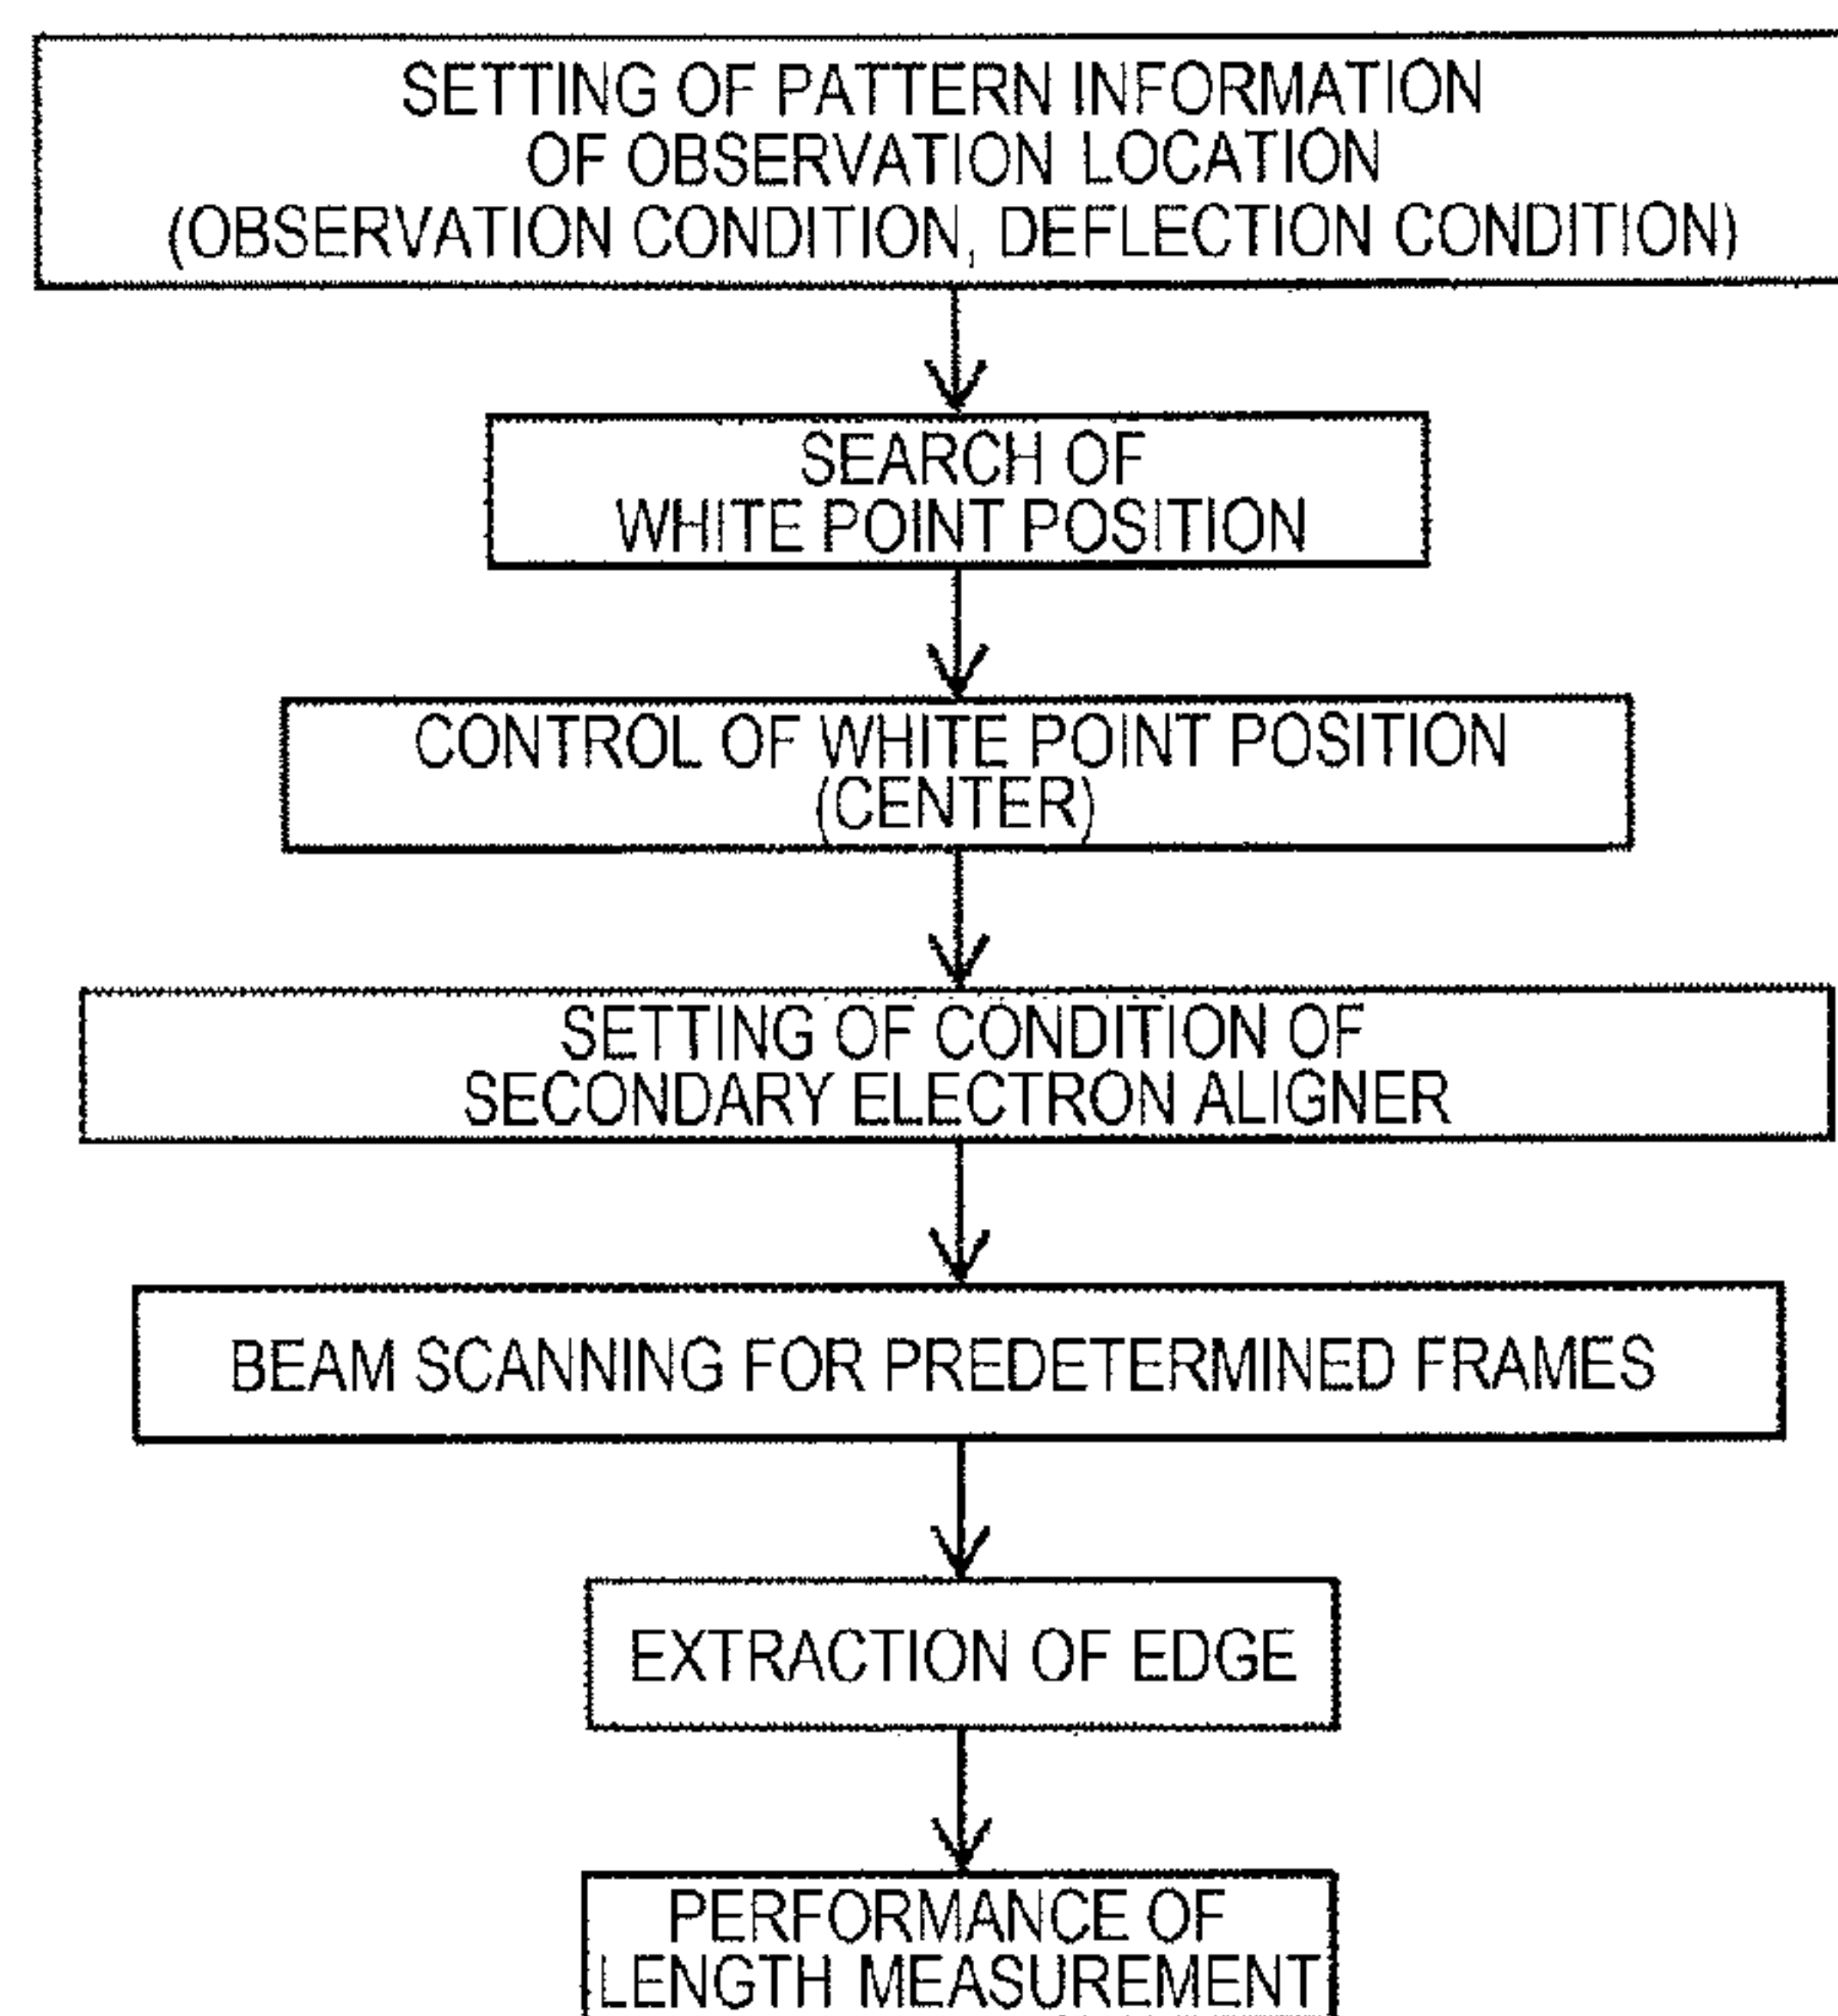 SETTING OF PATTERN INFORMATION
OF OBSERVATION LOCATION
(OBSERVATION CONDITION, DEFLECTION CONDITION)
SEARCH OF
WHITE POINT POSITION
CONTROL OF WHITE POINT POSITION
(CENTER)
SETTING OF CONDITION OF
SECONDARY ELECTRON ALIGNER
BEAM SCANNING FOR PREDETERMINED FRAMES
EXTRACTION OF EDGE
PERFORMANCE OF
LENGTH MEASUREMENT